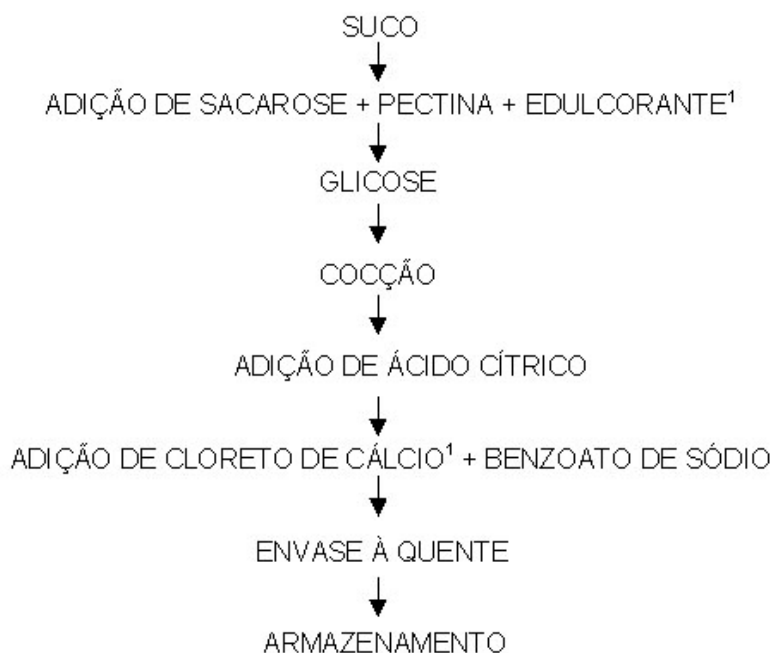 SUCO
ADIÇÃO DE SACAROSE + PECTINA + EDULCORANTE¹
GLICOSE
COCÇÃO
ADIÇÃO DE ÁCIDO CÍTRICO
ADIÇÃO DE CLORETO DE CÁLCIO¹ + BENZOATO DE SÓDIO
ENVASE À QUENTE
ARMAZENAMENTO